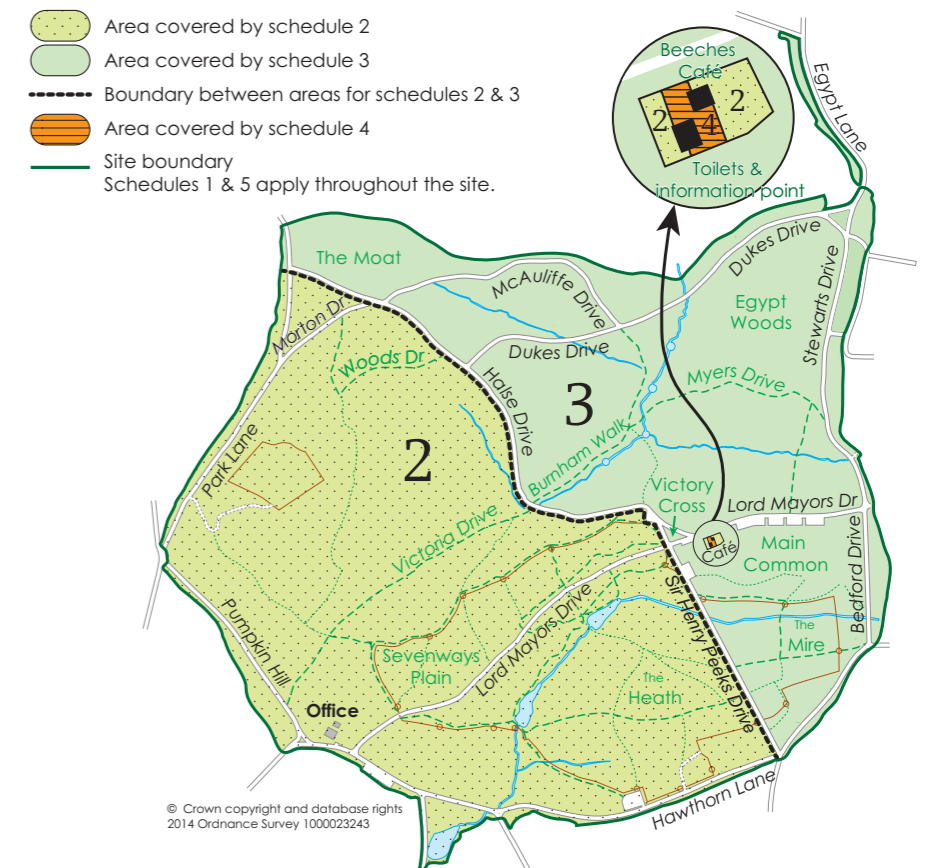 Area covered by schedule 2
Area covered by schedule 3
Boundary between areas for schedules 2 & 3
Area covered by schedule 4
Site boundary
Schedules 1 & 5 apply throughout the site.
Beeches
Café
2
2
4
Toilets &
information point
Egypt Lane
The Moat
McAuliffe Drive
Dukes Drive
Egypt
Woods
Stewarts Drive
Morton Dr
Woods Dr
Dukes Drive
Halse Drive
3
Myers Drive
Park Lane
2
Burnham Walk
Victory
Cross
Lord Mayors Dr
Victoria Drive
Café
Main
Common
Bedford Drive
Pumpkin Hill
Sevenways
Plain
Lord Mayors Drive
Sir Henry Peeks Drive
The
Mire
The
Heath
Office
Hawthorn Lane
© Crown copyright and database rights
2014 Ordnance Survey 1000023243